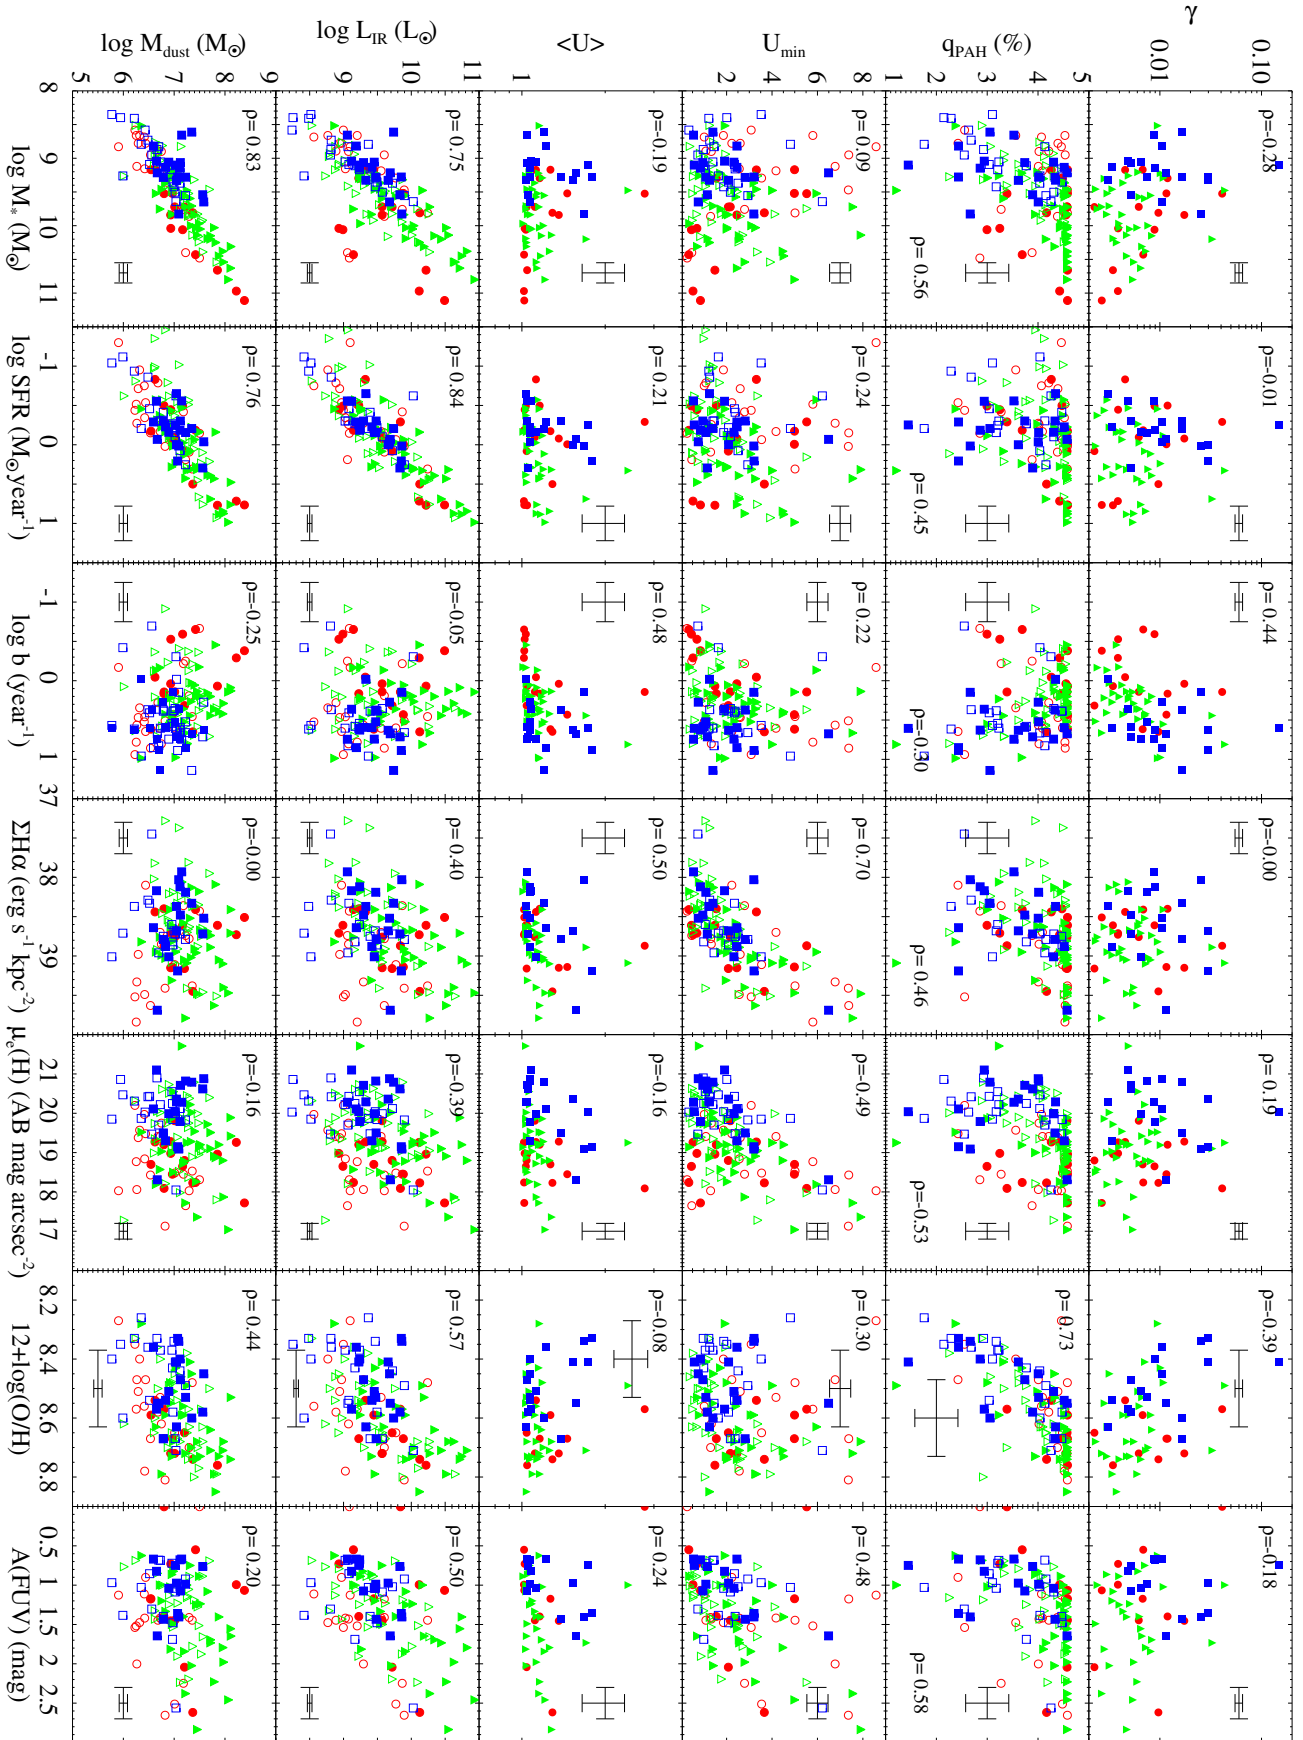 γ
0.10
0.01
ρ=-0.28 ρ=-0.01 ρ= 0.44 ρ=-0.00 ρ= 0.19 ρ=-0.39 ρ=-0.18
q_PAH (%)
5
4
3
2
1
ρ= 0.56 ρ= 0.45 ρ=-0.30 ρ= 0.46 ρ=-0.53 ρ= 0.73 ρ= 0.58
U_min
8
6
4
2
ρ= 0.09 ρ= 0.24 ρ= 0.22 ρ= 0.70 ρ=-0.49 ρ= 0.30 ρ= 0.48
<U>
1
ρ=-0.19 ρ= 0.21 ρ= 0.48 ρ= 0.50 ρ=-0.16 ρ=-0.08 ρ= 0.24
log L_IR (L⊙)
11
10
9
ρ= 0.75 ρ= 0.84 ρ=-0.05 ρ= 0.40 ρ=-0.39 ρ= 0.57 ρ= 0.50
log M_dust (M⊙)
9
8
7
6
5
ρ= 0.83 ρ= 0.76 ρ=-0.25 ρ=-0.00 ρ=-0.16 ρ= 0.44 ρ= 0.20
8 9 10 11 -1 0 1 -1 0 1 37 38 39 21 20 19 18 17 8.2 8.4 8.6 8.8 0.5 1 1.5 2 2.5
log M_* (M⊙) log SFR (M⊙year⁻¹) log b (year⁻¹) ΣHα (erg s⁻¹ kpc⁻²) μ_e(H) (AB mag arcsec⁻²) 12+log(O/H) A(FUV) (mag)